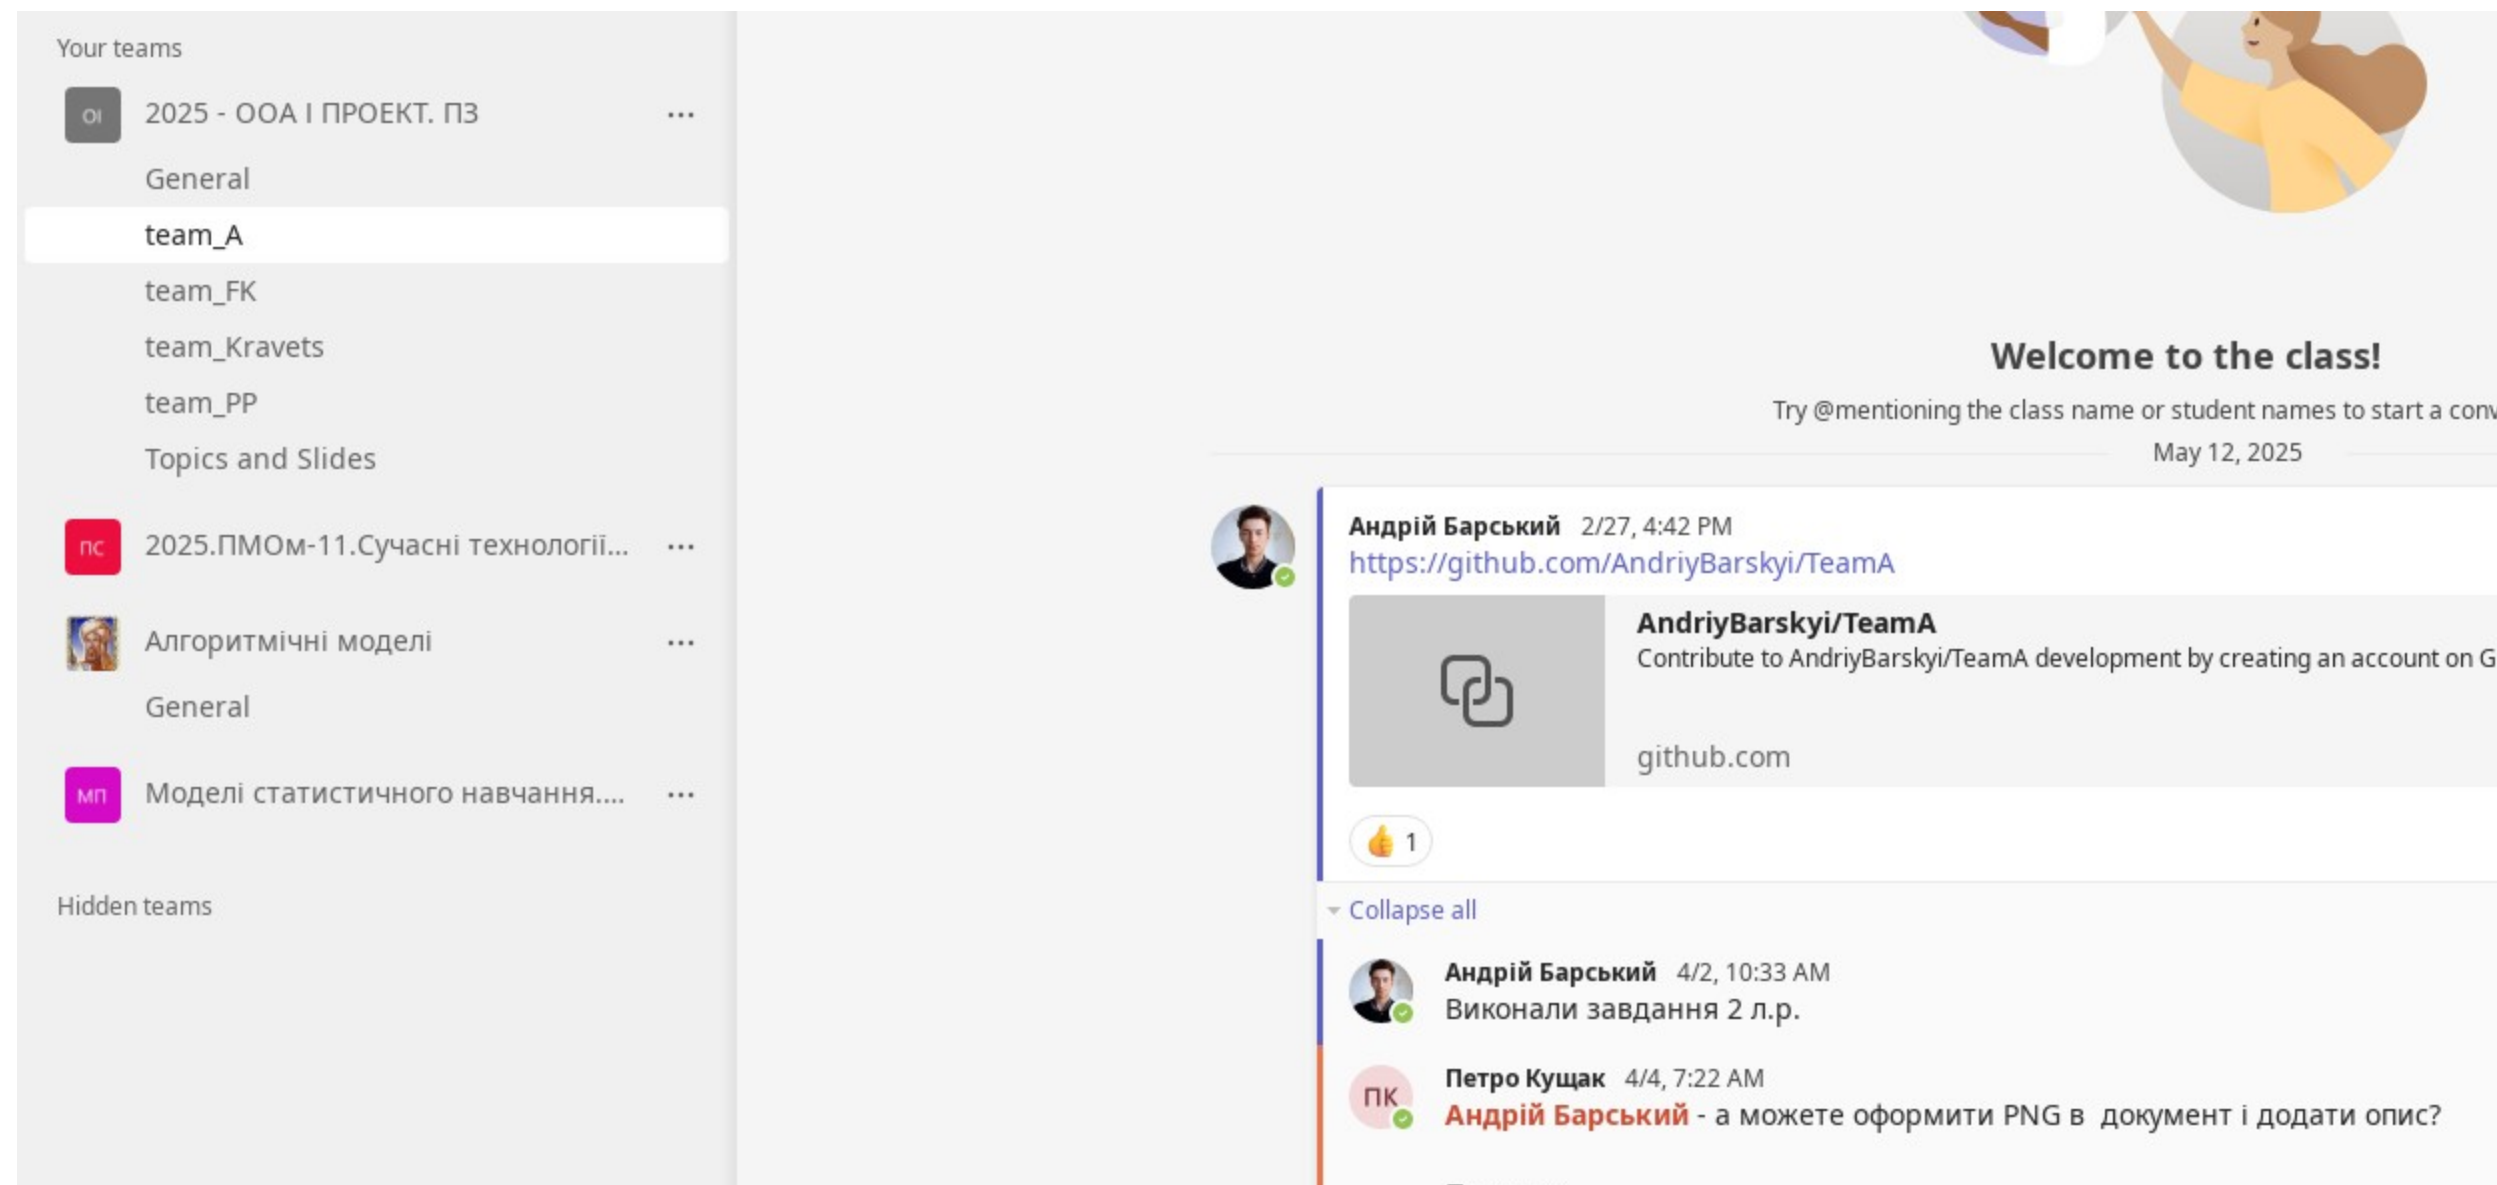 Your teams
OI
2025 - ООА І ПРОЕКТ. ПЗ
General
team_A
team_FK
team_Kravets
team_PP
Topics and Slides
ПС
2025.ПМОм-11.Сучасні технології...
Алгоритмічні моделі
General
МП
Моделі статистичного навчання....
Hidden teams
Welcome to the class!
Try @mentioning the class name or student names to start a conv
May 12, 2025
Андрій Барський 2/27, 4:42 PM
https://github.com/AndriyBarskyi/TeamA
AndriyBarskyi/TeamA
Contribute to AndriyBarskyi/TeamA development by creating an account on G
github.com
👍 1
Collapse all
Андрій Барський 4/2, 10:33 AM
Виконали завдання 2 л.р.
ПК
Петро Кущак 4/4, 7:22 AM
Андрій Барський - а можете оформити PNG в документ і додати опис?